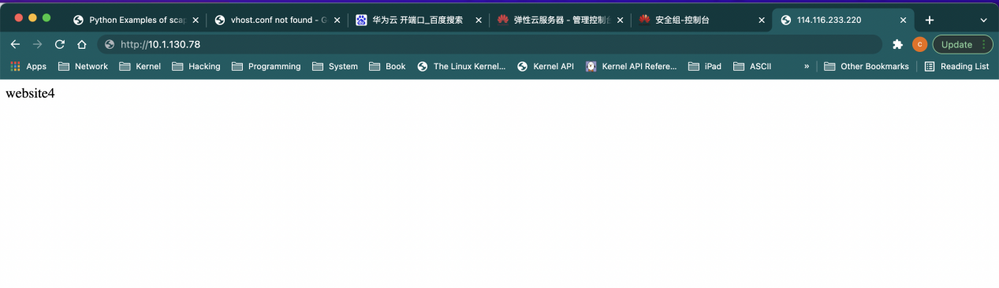 Python Examples of scap
vhost.conf not found - G
华为云 开端口_百度搜索
弹性云服务器 - 管理控制台
安全组-控制台
114.116.233.220
http://10.1.130.78
c
Update
Apps
Network
Kernel
Hacking
Programming
System
Book
The Linux Kernel...
Kernel API
Kernel API Refere...
iPad
ASCII
»
Other Bookmarks
Reading List
website4